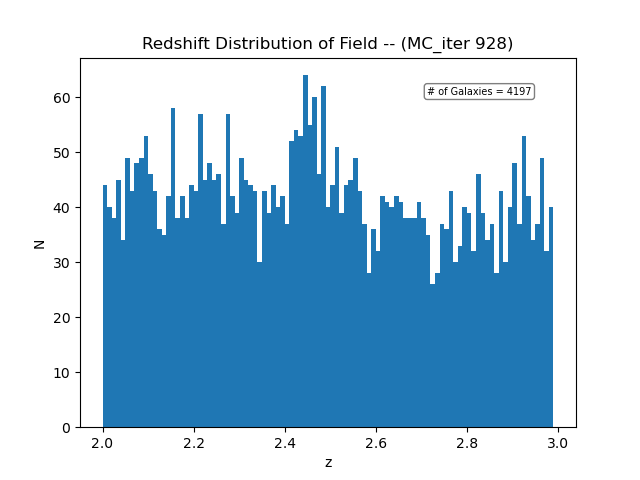 Redshift Distribution of Field -- (MC_iter 928)
# of Galaxies = 4197
60
50
40
30
20
10
0
N
2.0 2.2 2.4 2.6 2.8 3.0
z